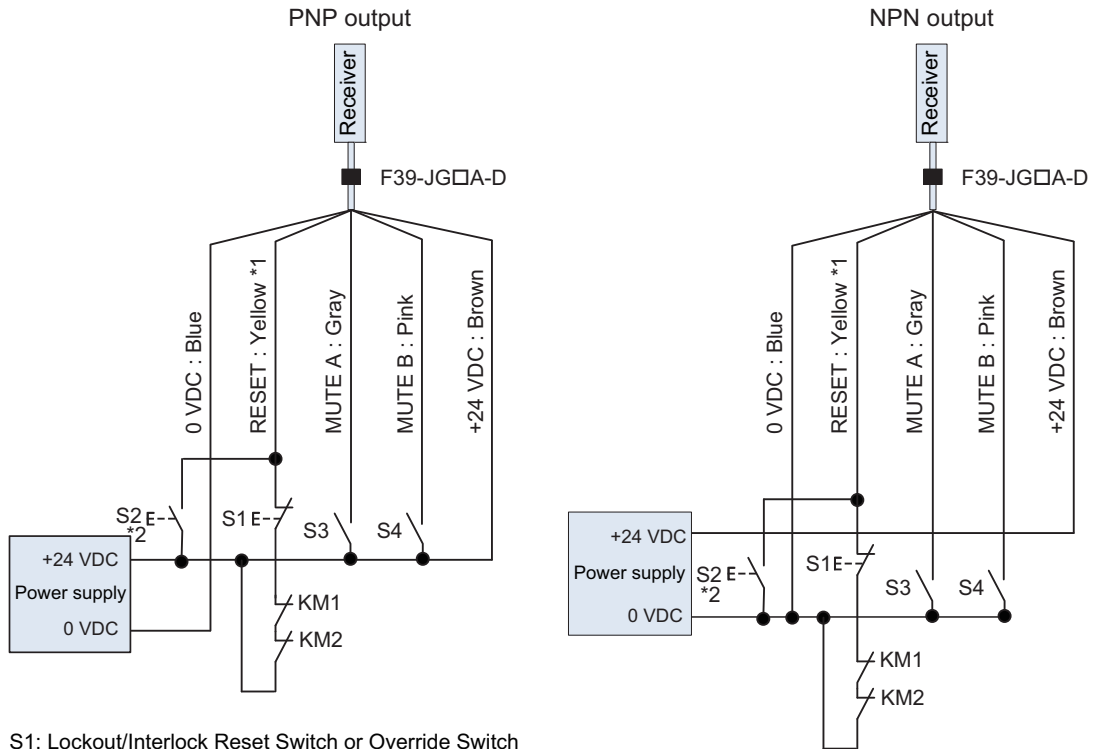 PNP output
Receiver
F39-JG□A-D
0 VDC : Blue
RESET : Yellow *1
MUTE A : Gray
MUTE B : Pink
+24 VDC : Brown
S2
*2
S1
S3
S4
+24 VDC
Power supply
0 VDC
KM1
KM2
NPN output
Receiver
F39-JG□A-D
0 VDC : Blue
RESET : Yellow *1
MUTE A : Gray
MUTE B : Pink
+24 VDC : Brown
+24 VDC
Power supply
0 VDC
S2
*2
S1
S3
S4
KM1
KM2
S1: Lockout/Interlock Reset Switch or Override Switch